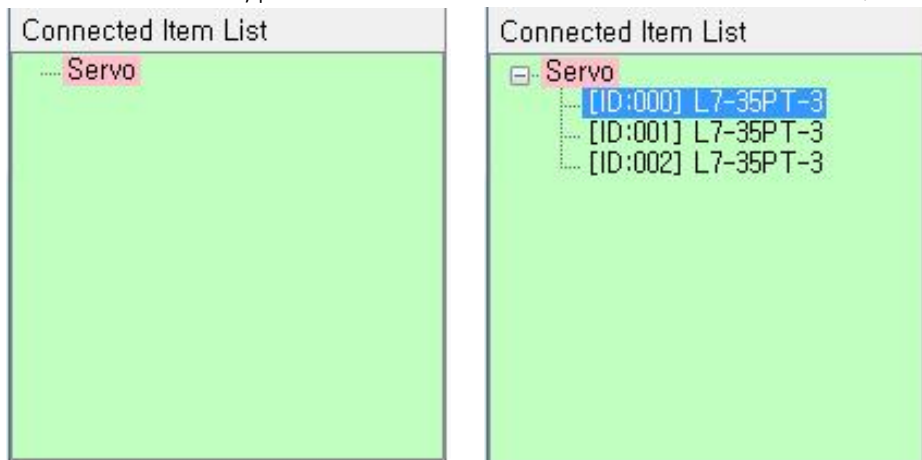 Connected Item List
Servo
Connected Item List
Servo
[ID:000] L7-35PT-3
[ID:001] L7-35PT-3
[ID:002] L7-35PT-3